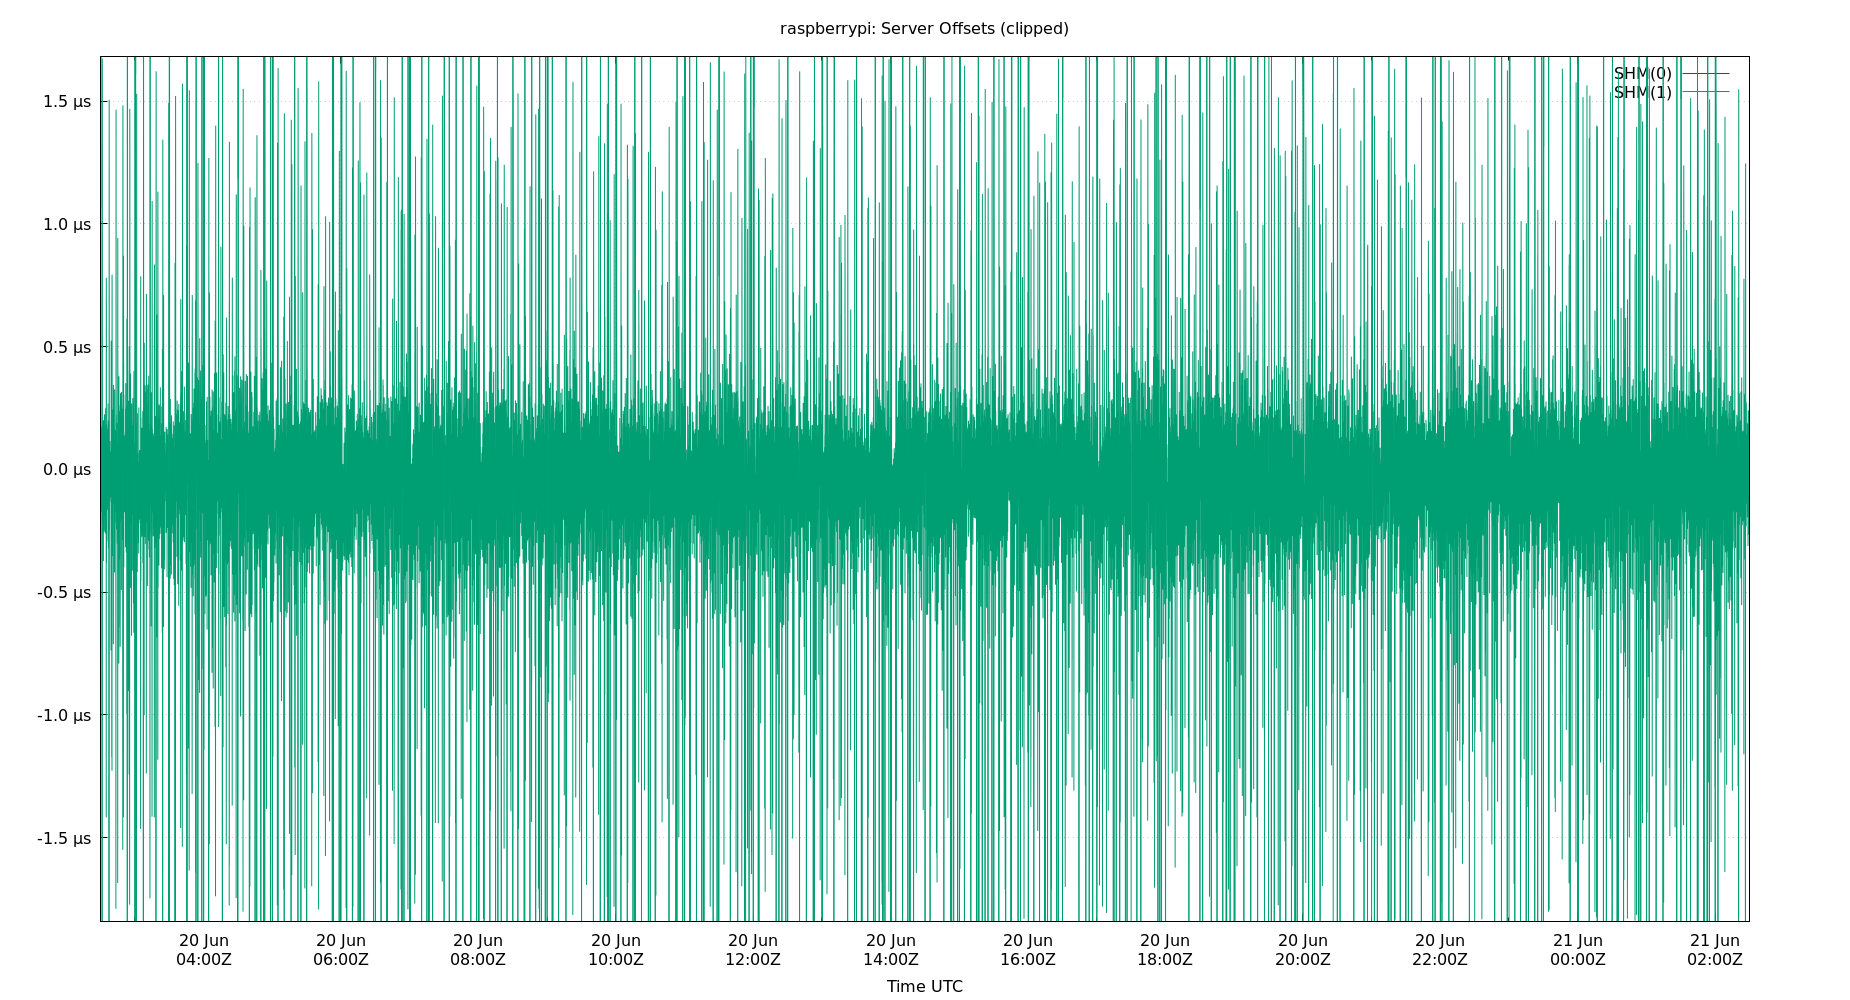 raspberrypi: Server Offsets (clipped)
SHM(0)
SHM(1)
1.5 µs
1.0 µs
0.5 µs
0.0 µs
-0.5 µs
-1.0 µs
-1.5 µs
20 Jun 20 Jun 20 Jun 20 Jun 20 Jun 20 Jun 20 Jun 20 Jun 20 Jun 20 Jun 21 Jun 21 Jun
04:00Z 06:00Z 08:00Z 10:00Z 12:00Z 14:00Z 16:00Z 18:00Z 20:00Z 22:00Z 00:00Z 02:00Z
Time UTC